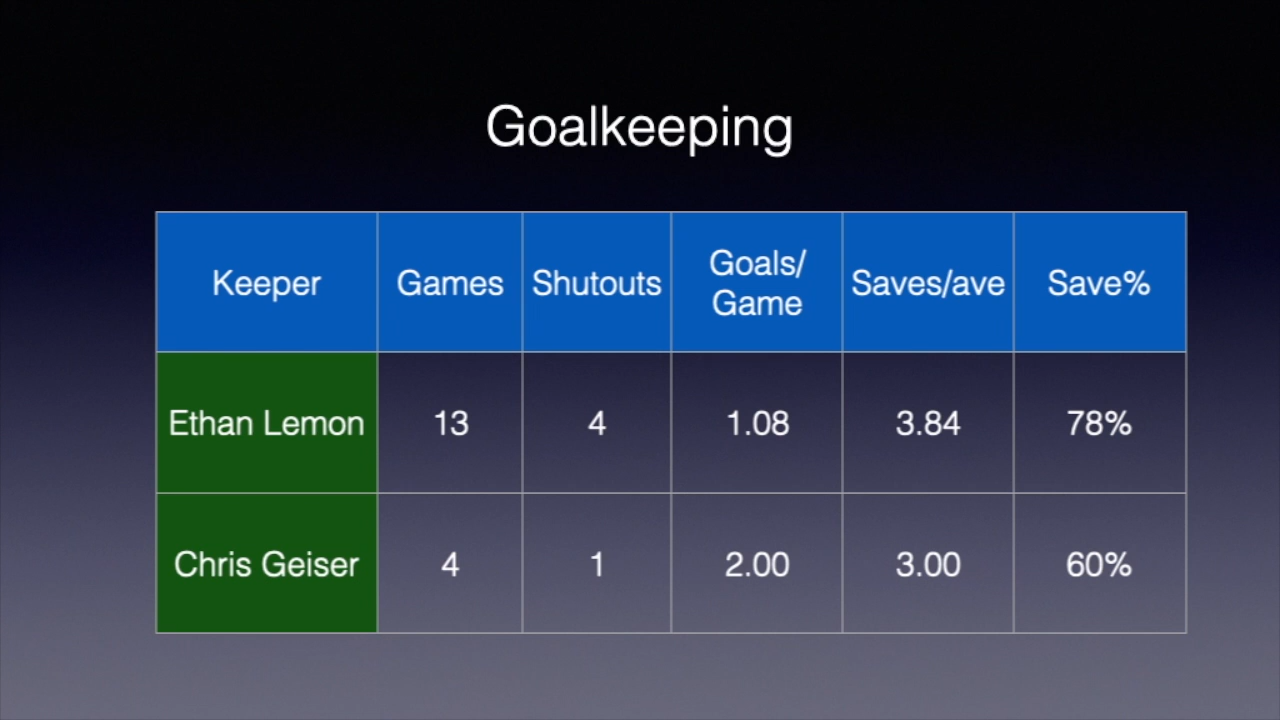 Goalkeeping
Keeper Games Shutouts Goals/ Game Saves/ave Save%
Ethan Lemon 13 4 1.08 3.84 78%
Chris Geiser 4 1 2.00 3.00 60%